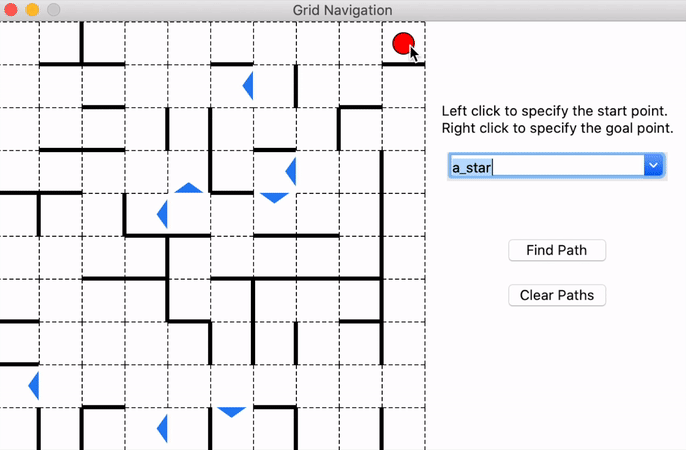 Grid Navigation
Left click to specify the start point.
Right click to specify the goal point.
a_star
Find Path
Clear Paths